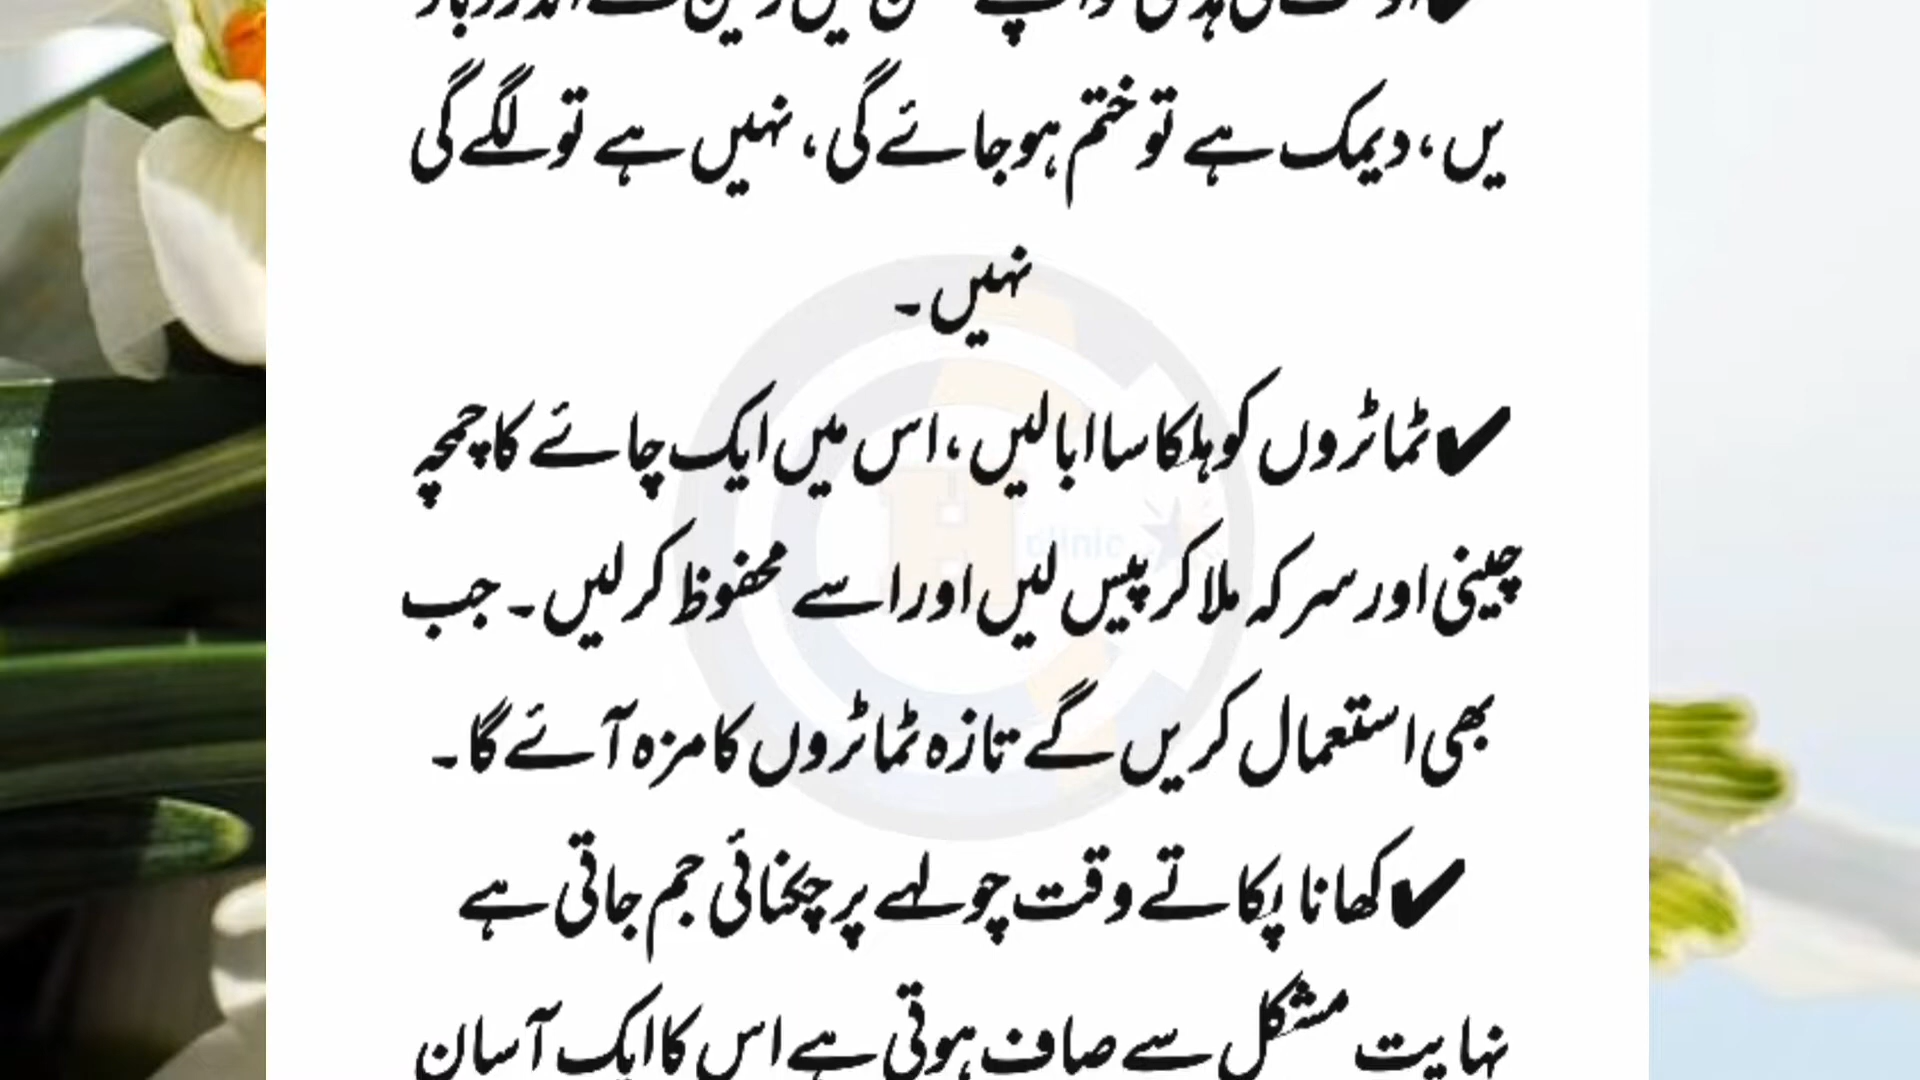 یں، دیمک ہے تو ختم ہو جائے گی، نہیں ہے تو لگے گی
نہیں۔
✔ ٹماٹروں کو ہلکا سا ابالیں، اس میں ایک چائے کا چمچہ
چینی اور سرکہ ملا کر پیس لیں اور اسے محفوظ کر لیں۔ جب
بھی استعمال کریں گے تازہ ٹماٹروں کا مزہ آئے گا۔
✔ کھانا پکاتے وقت چولہے پر چکنائی جم جاتی ہے
نہایت مشکل سے صاف ہوتی ہے اس کا ایک آسان
H
clinic